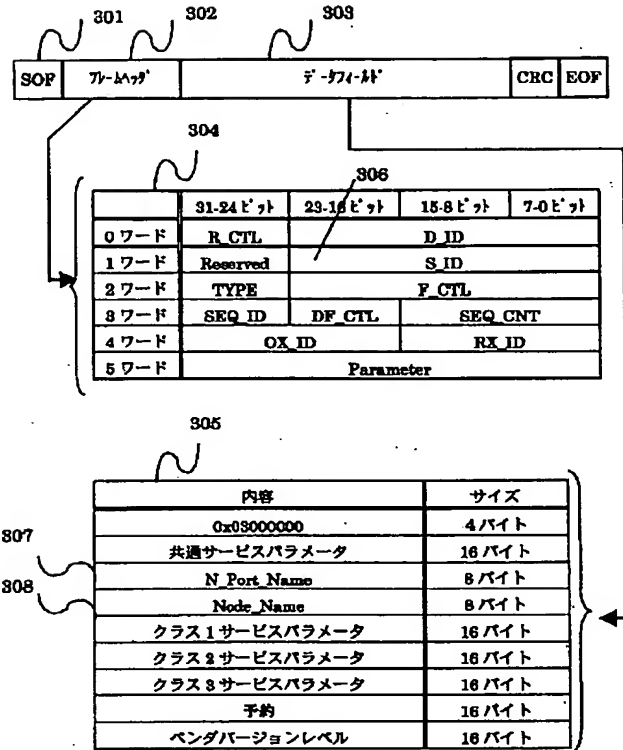 301 302 303
SOF フレームヘッダ データフィールド CRC EOF
304
306
31-24ビット 23-16ビット 15-8ビット 7-0ビット
0ワード R_CTL D_ID
1ワード Reserved S_ID
2ワード TYPE F_CTL
3ワード SEQ_ID DF_CTL SEQ_CNT
4ワード OX_ID RX_ID
5ワード Parameter
305
内容 サイズ
0x03000000 4バイト
307
共通サービスパラメータ 16バイト
N_Port_Name 8バイト
308
Node_Name 8バイト
クラス1サービスパラメータ 16バイト
クラス2サービスパラメータ 16バイト
クラス3サービスパラメータ 16バイト
予約 16バイト
ベンダバージョンレベル 16バイト